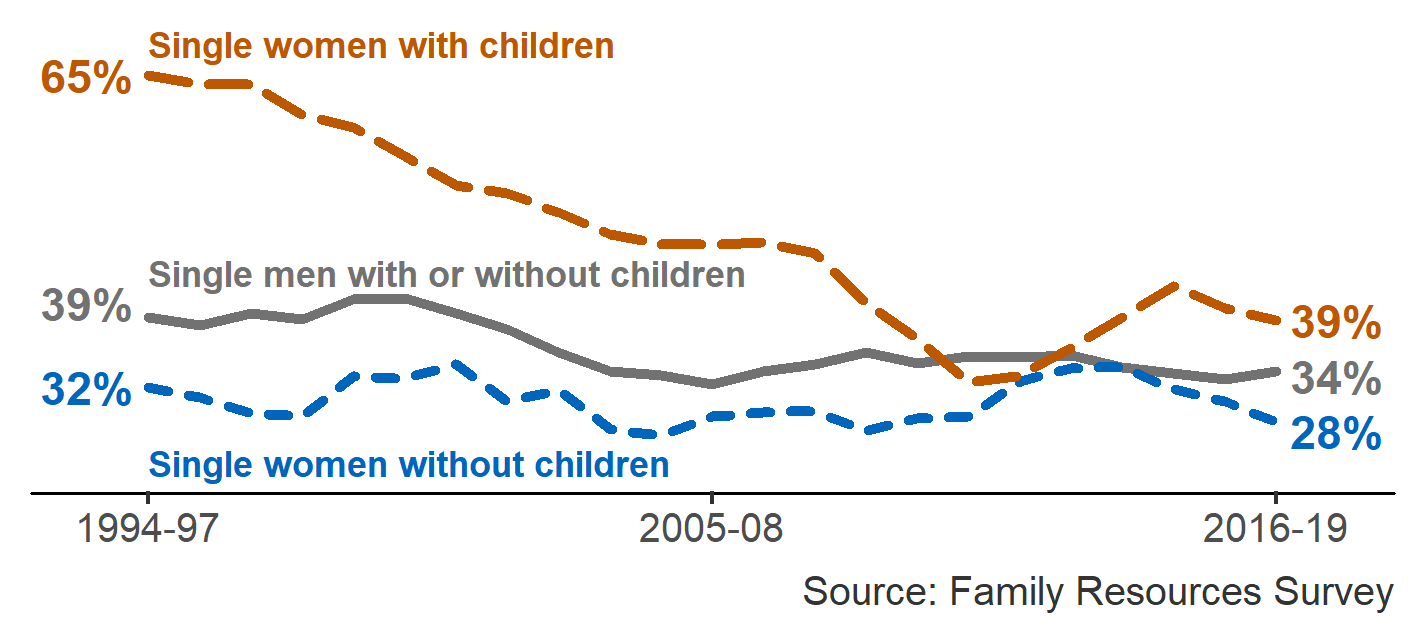 Single women with children
65%
Single men with or without children
39%
39%
34%
32%
28%
Single women without children
1994-97
2005-08
2016-19
Source: Family Resources Survey